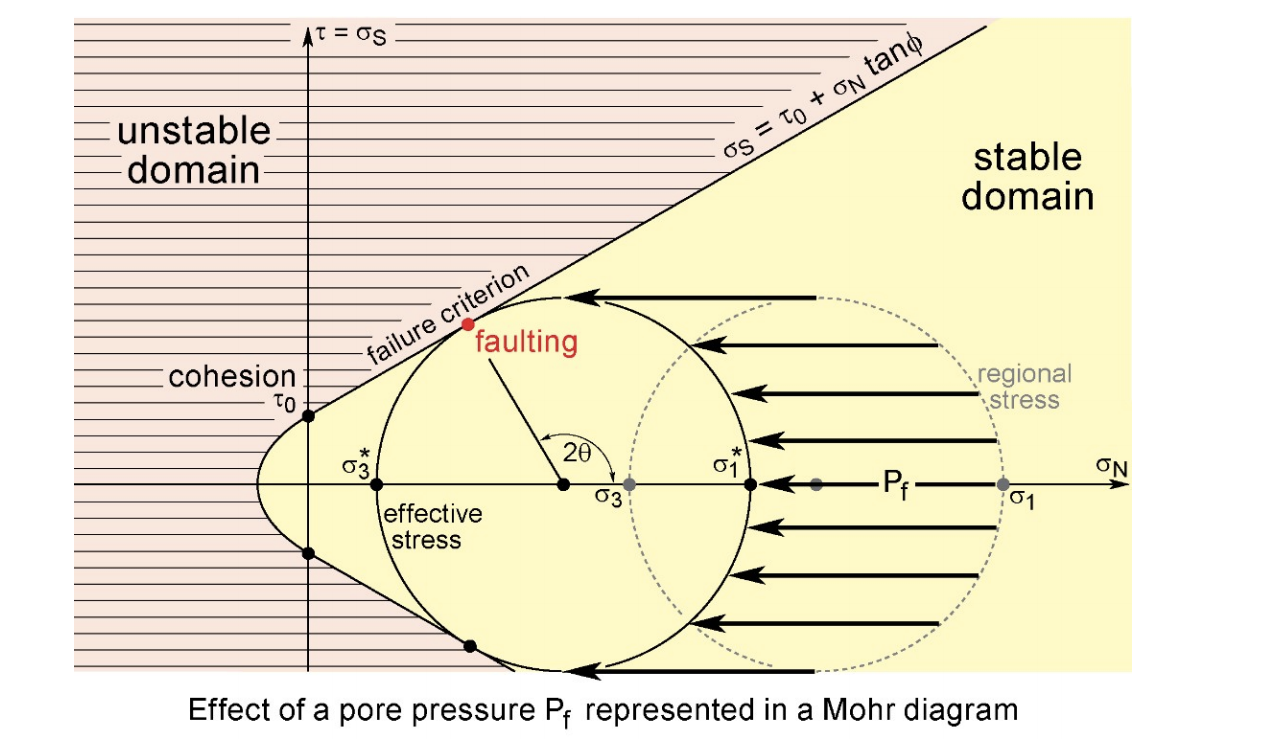 τ = σS
unstable
domain
σS = τ0 + σN tanϕ
stable
domain
failure criterion
faulting
cohesion
τ0
regional
stress
2θ
σ3*
σ3
σ1*
Pf
σ1
σN
effective
stress
Effect of a pore pressure Pf represented in a Mohr diagram